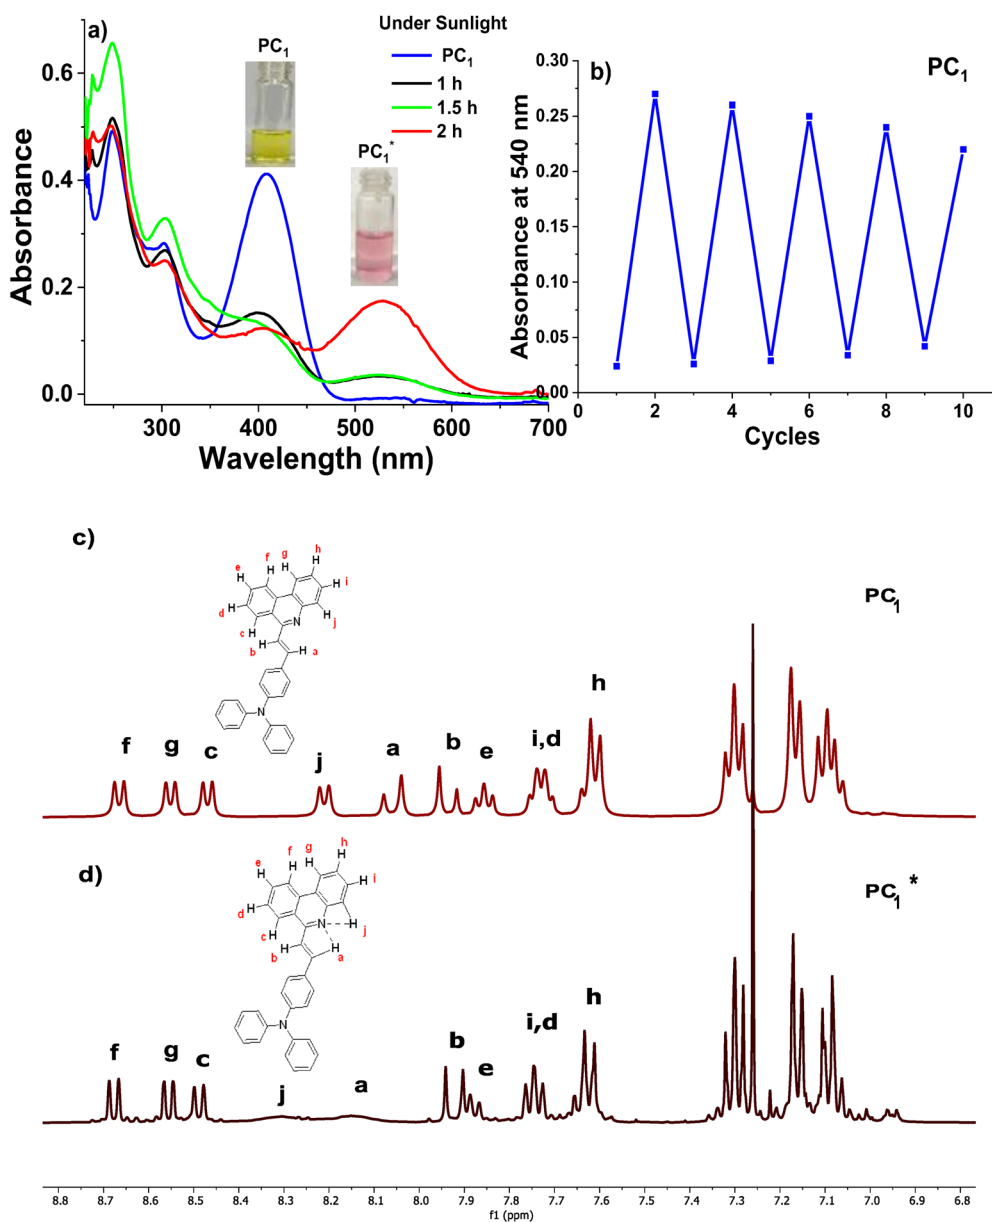 a)
Under Sunlight
PC1
1 h
1.5 h
2 h
PC1
PC1*
Absorbance
0.6
0.4
0.2
0.0
300 400 500 600 700
Wavelength (nm)
b)
PC1
Absorbance at 540 nm
0.30
0.25
0.20
0.15
0.10
0.05
0.00
2 4 6 8 10
Cycles
c)
PC1
f g h
H H H
e H H i
d H H j
c H N
b H H a
N
f g c j a b e i,d h
d)
PC1*
f g h
H H H
e H H i
d H N H j
c H
b H H a
N
f g c j a b e i,d h
8.8 8.7 8.6 8.5 8.4 8.3 8.2 8.1 8.0 7.9 7.8 7.7 7.6 7.5 7.4 7.3 7.2 7.1 7.0 6.9 6.8
f1 (ppm)